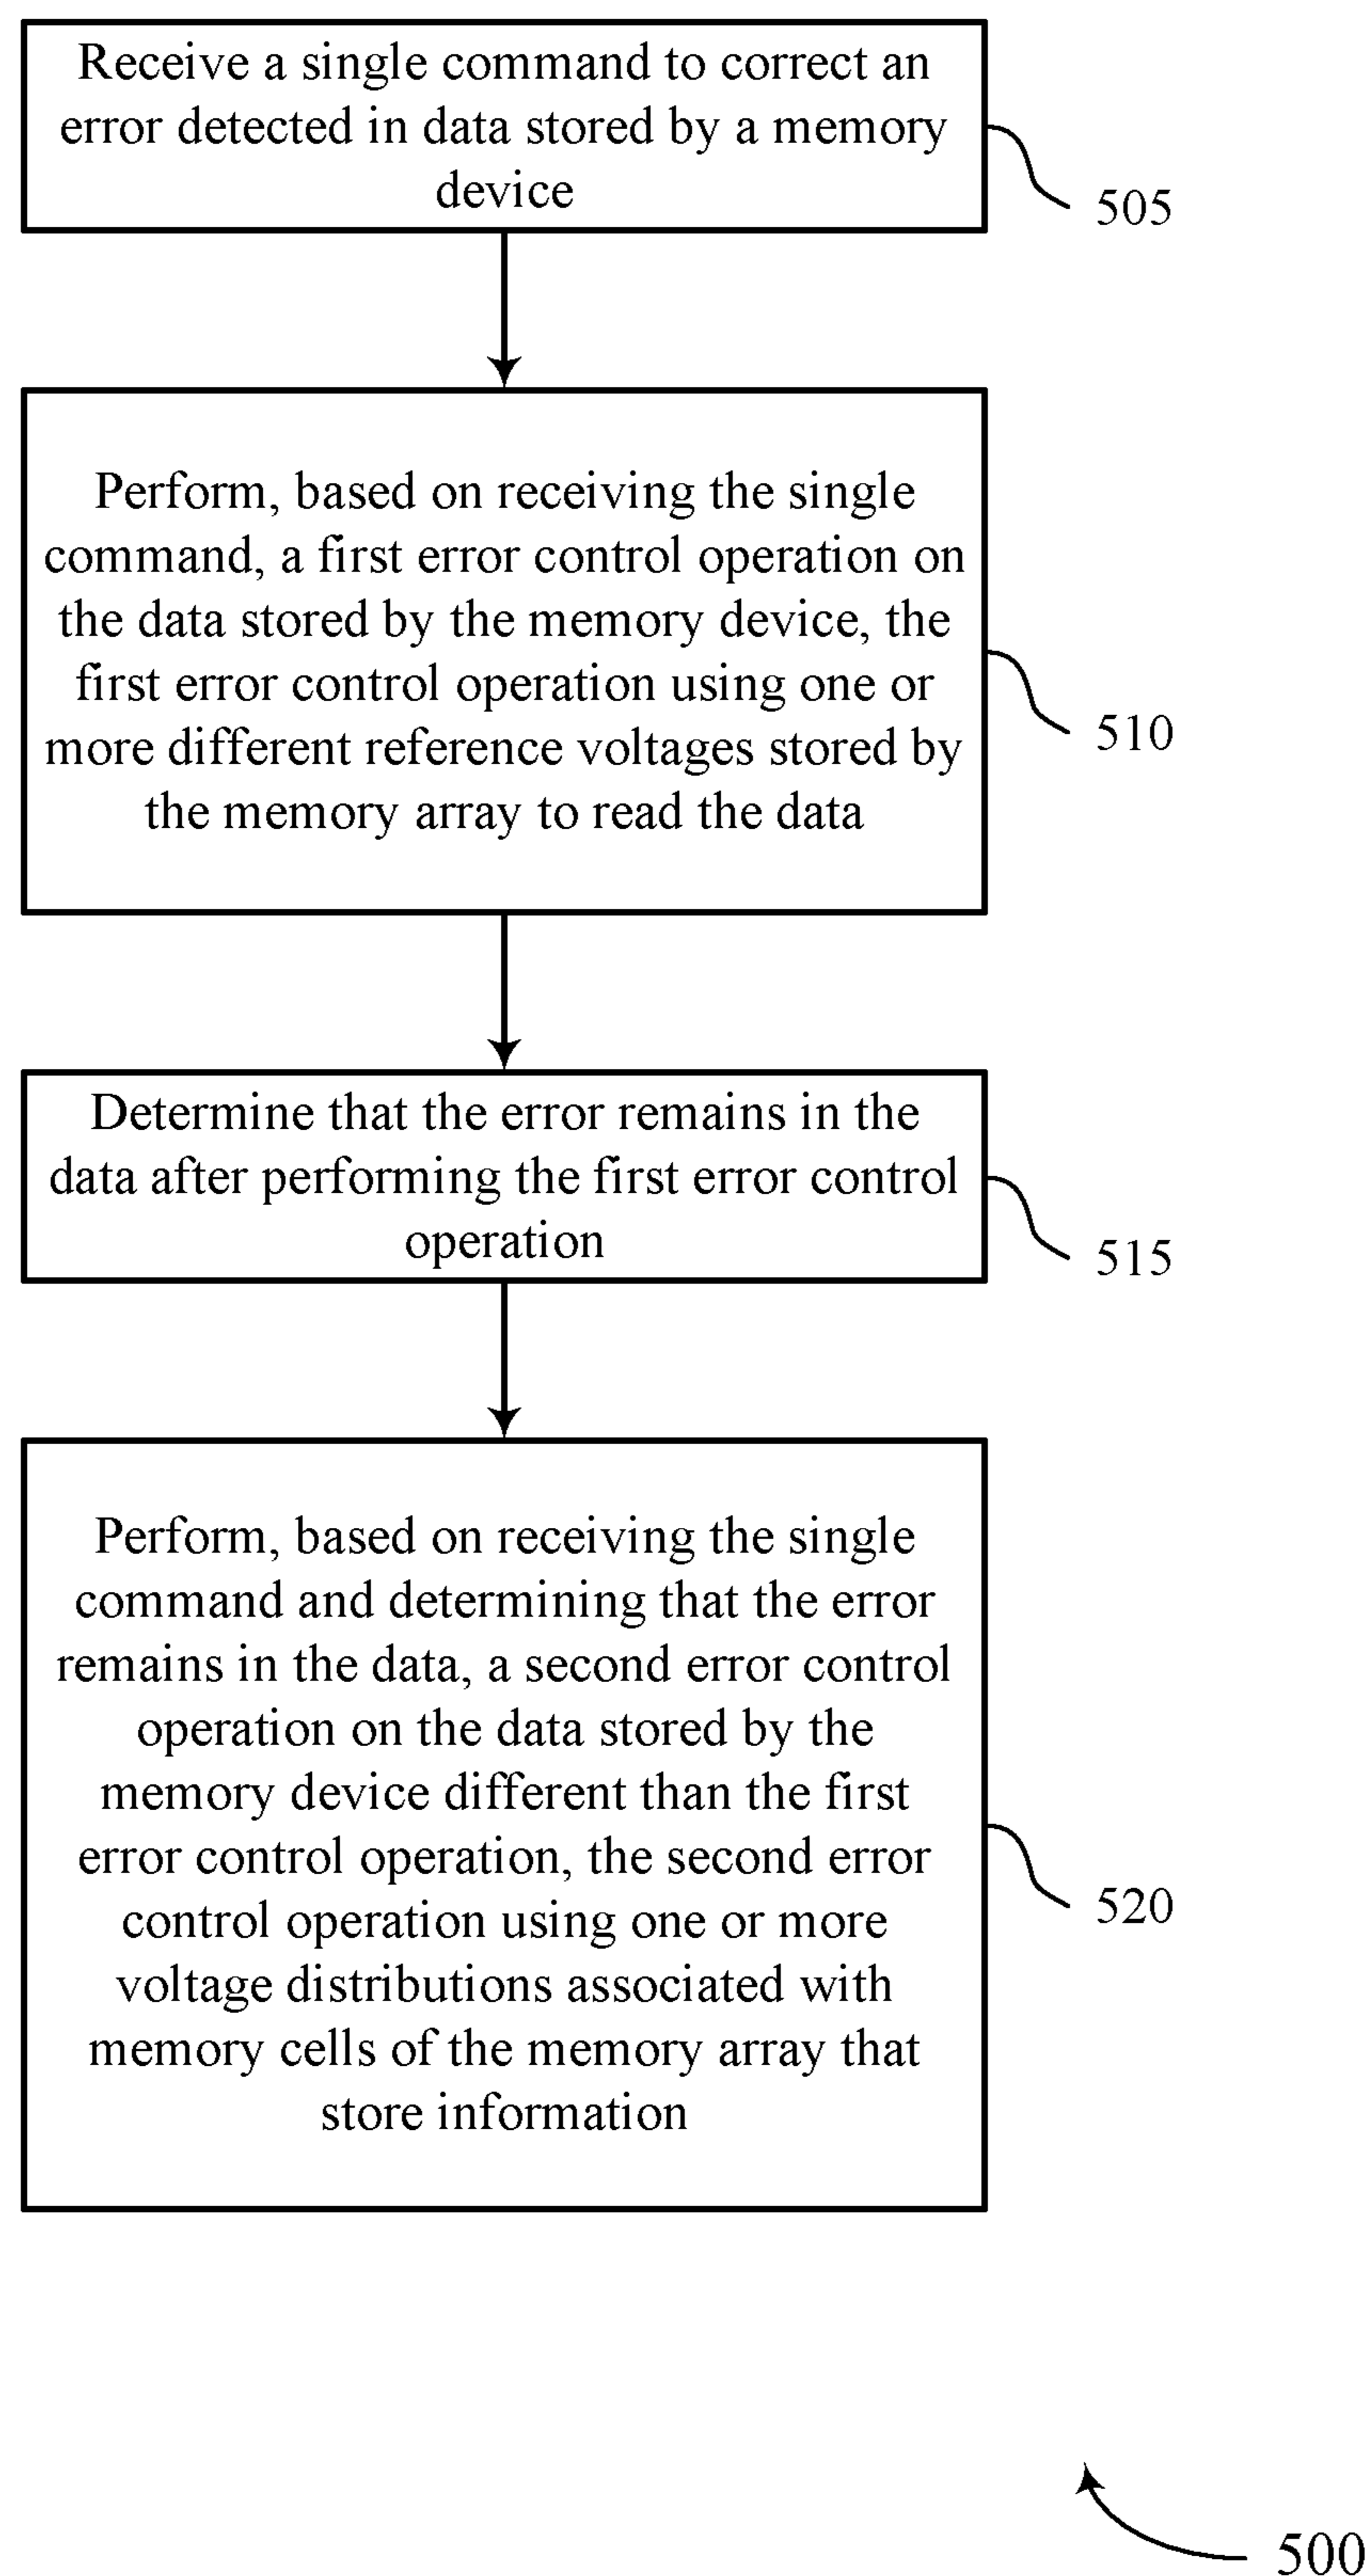 Receive a single command to correct an
error detected in data stored by a memory
device
505
Perform, based on receiving the single
command, a first error control operation on
the data stored by the memory device, the
first error control operation using one or
more different reference voltages stored by
the memory array to read the data
510
Determine that the error remains in the
data after performing the first error control
operation
515
Perform, based on receiving the single
command and determining that the error
remains in the data, a second error control
operation on the data stored by the
memory device different than the first
error control operation, the second error
control operation using one or more
voltage distributions associated with
memory cells of the memory array that
store information
520
500